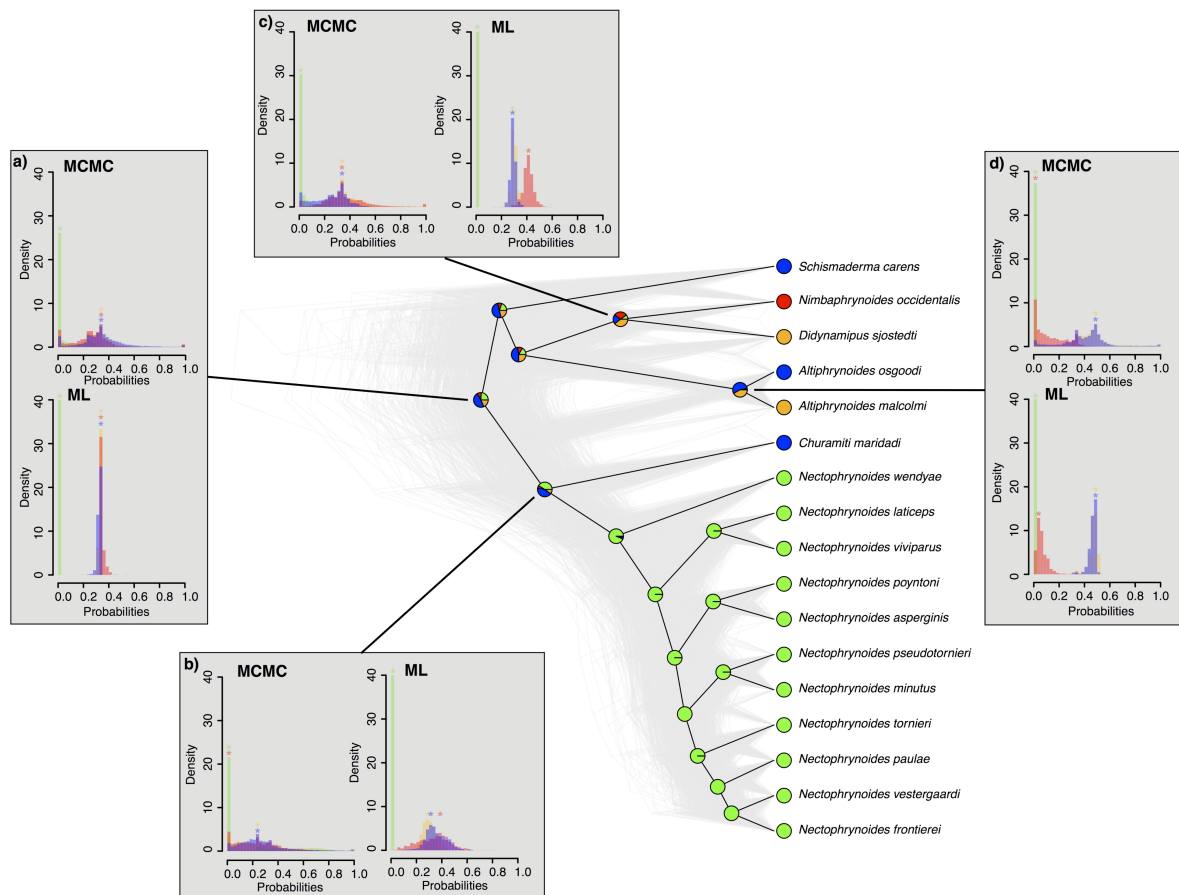 c)
MCMC
ML
Density
40
30
20
10
0
0.0 0.2 0.4 0.6 0.8 1.0
Probabilities
Density
40
30
20
10
0
0.0 0.2 0.4 0.6 0.8 1.0
Probabilities
a)
MCMC
Density
40
30
20
10
0
0.0 0.2 0.4 0.6 0.8 1.0
Probabilities
ML
Density
40
30
20
10
0
0.0 0.2 0.4 0.6 0.8 1.0
Probabilities
d)
MCMC
Denisty
40
30
20
10
0
0.0 0.2 0.4 0.6 0.8 1.0
Probabilities
ML
Density
40
30
20
10
0
0.0 0.2 0.4 0.6 0.8 1.0
Probabilities
Schismaderma carens
Nimbaphrynoides occidentalis
Didynamipus sjostedti
Altiphrynoides osgoodi
Altiphrynoides malcolmi
Churamiti maridadi
Nectophrynoides wendyae
Nectophrynoides laticeps
Nectophrynoides viviparus
Nectophrynoides poyntoni
Nectophrynoides asperginis
Nectophrynoides pseudotornieri
Nectophrynoides minutus
Nectophrynoides tornieri
Nectophrynoides paulae
Nectophrynoides vestergaardi
Nectophrynoides frontierei
b)
MCMC
ML
Density
40
30
20
10
0
0.0 0.2 0.4 0.6 0.8 1.0
Probabilities
Density
40
30
20
10
0
0.0 0.2 0.4 0.6 0.8 1.0
Probabilities